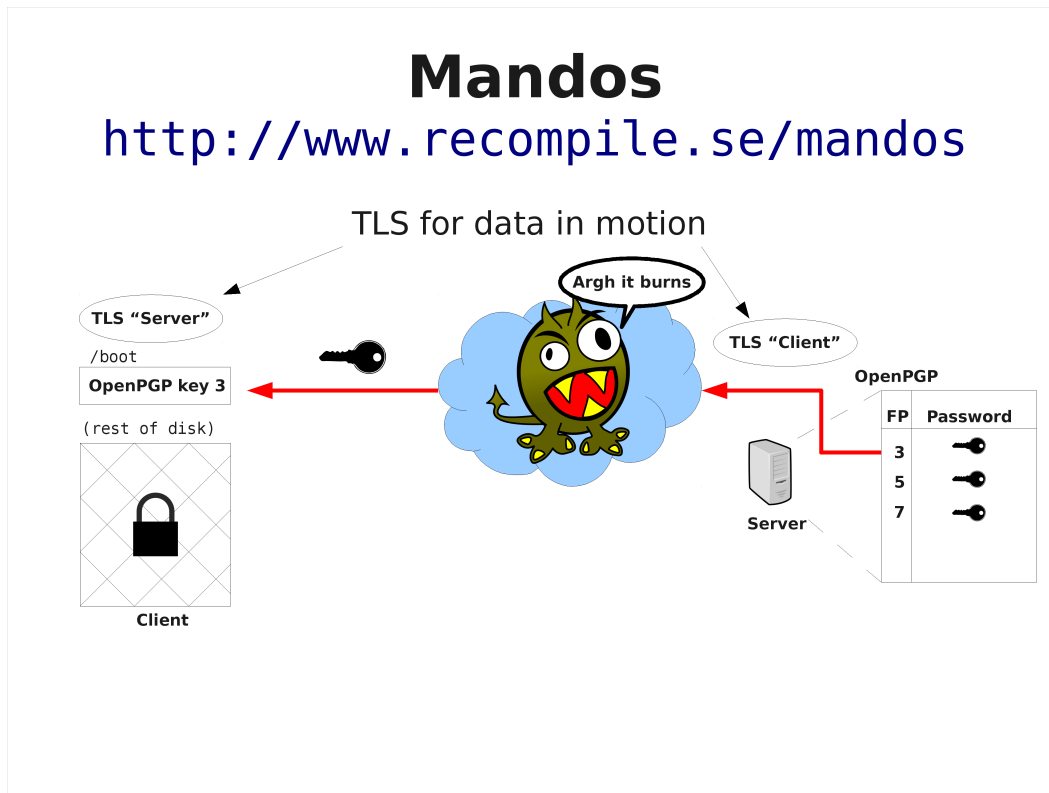 Mandos
http://www.recompile.se/mandos
TLS for data in motion
Argh it burns
TLS “Server”
TLS “Client”
/boot
OpenPGP key 3
OpenPGP
FP Password
(rest of disk)
3
5
7
Server
Client